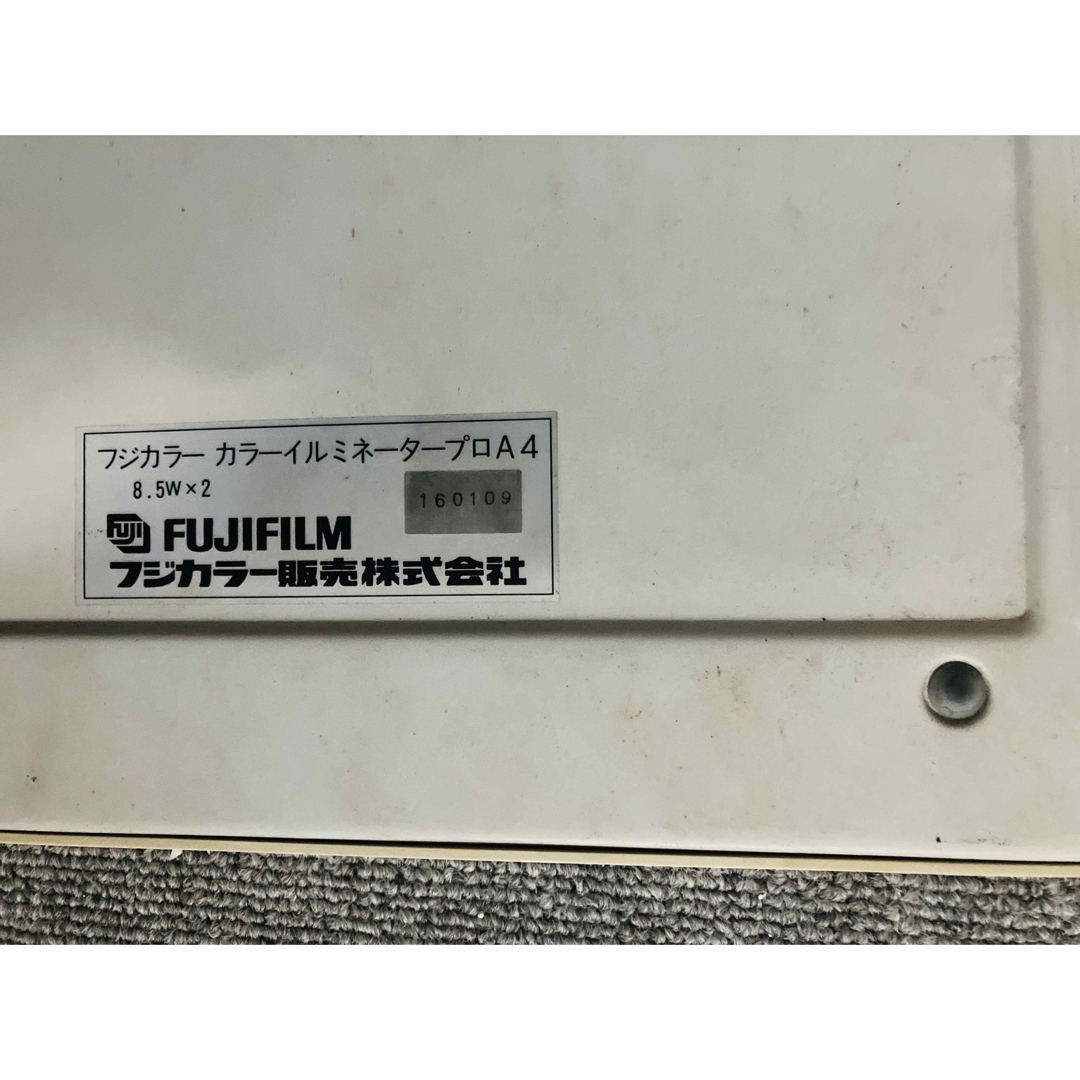 フジカラー カラーイルミネータープロA4
8.5W×2
160109
FUJI FUJIFILM
フジカラー販売株式会社